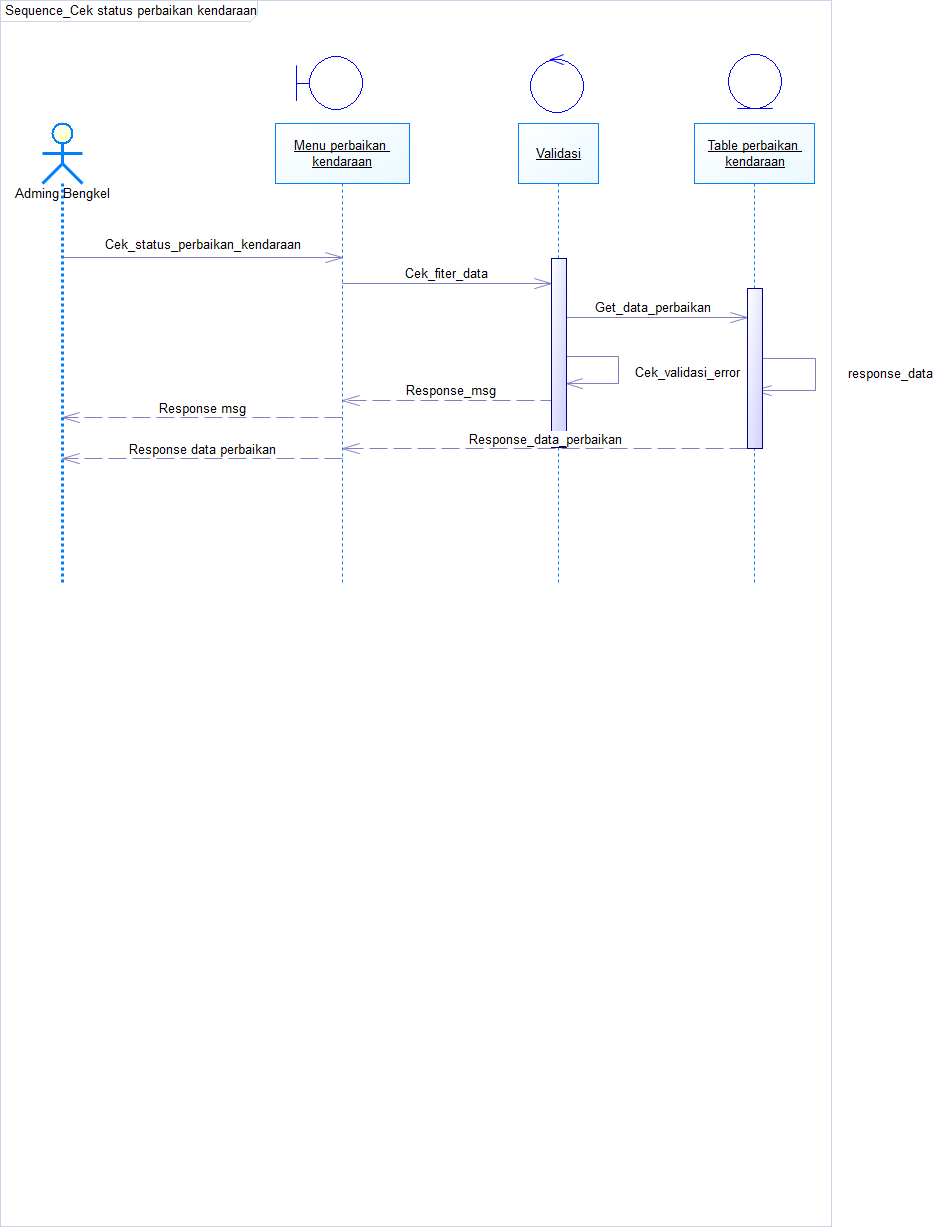 Sequence_Cek status perbaikan kendaraan
Menu perbaikan
kendaraan
Validasi
Table perbaikan
kendaraan
Adming Bengkel
Cek_status_perbaikan_kendaraan
Cek_fiter_data
Get_data_perbaikan
Cek_validasi_error
response_data
Response_msg
Response msg
Response_data_perbaikan
Response data perbaikan